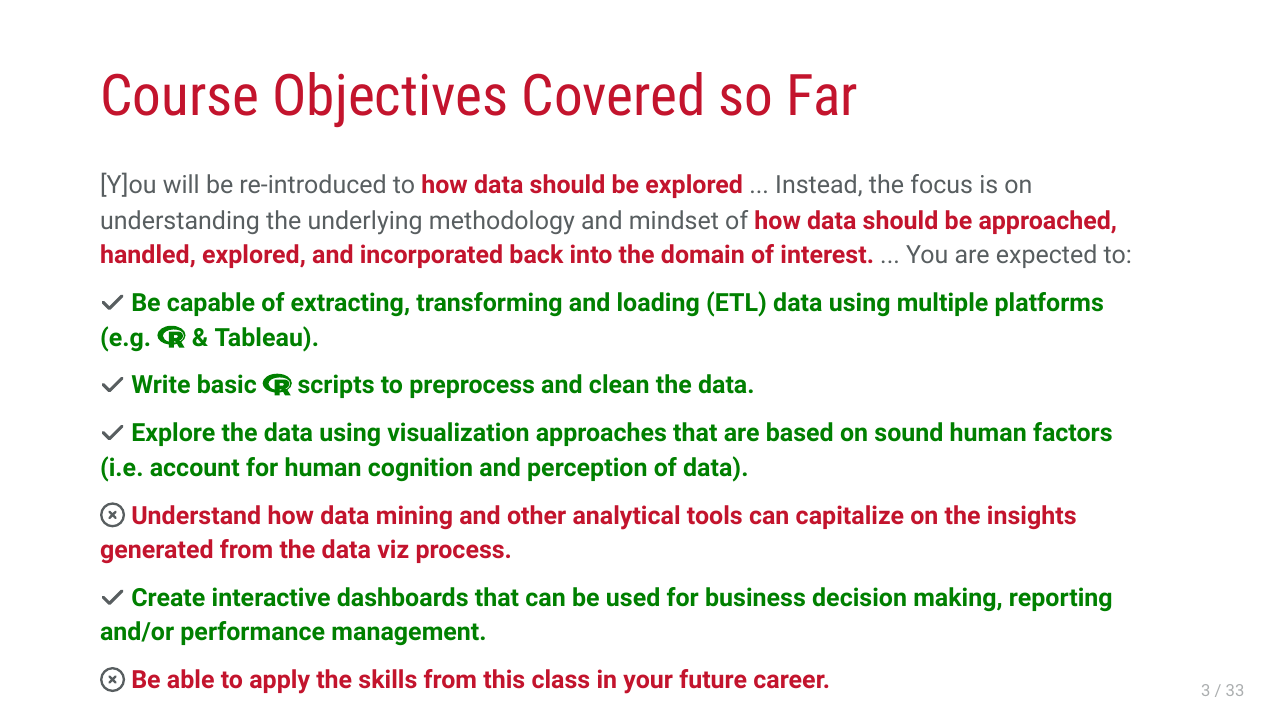 Course Objectives Covered so Far
[Y]ou will be re-introduced to how data should be explored ... Instead, the focus is on
understanding the underlying methodology and mindset of how data should be approached,
handled, explored, and incorporated back into the domain of interest. ... You are expected to:
✓ Be capable of extracting, transforming and loading (ETL) data using multiple platforms
(e.g. R & Tableau).
✓ Write basic R scripts to preprocess and clean the data.
✓ Explore the data using visualization approaches that are based on sound human factors
(i.e. account for human cognition and perception of data).
ⓧ Understand how data mining and other analytical tools can capitalize on the insights
generated from the data viz process.
✓ Create interactive dashboards that can be used for business decision making, reporting
and/or performance management.
ⓧ Be able to apply the skills from this class in your future career.
3 / 33